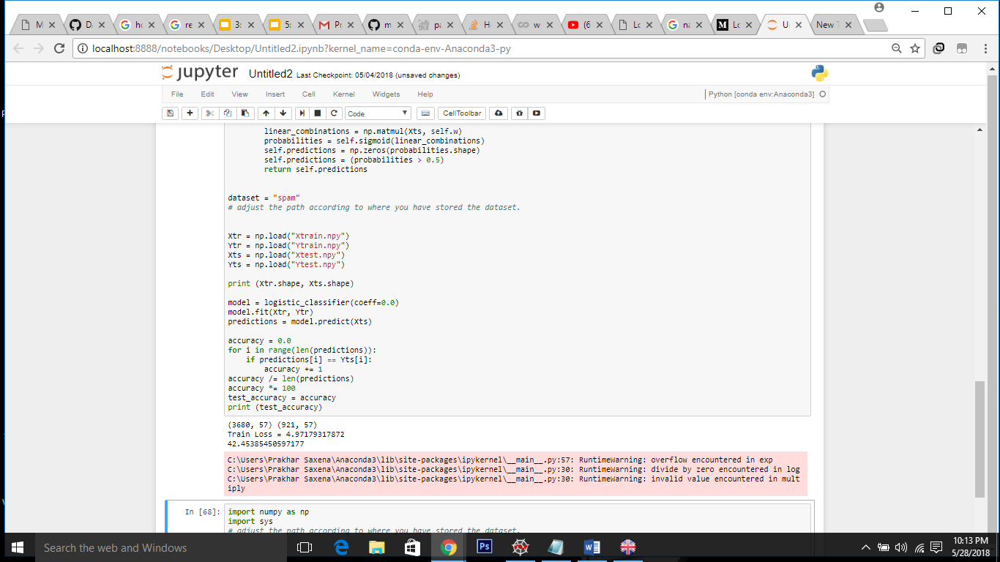 M
D
ho
re
3:
5:
Pr
m
pa
H
w
(6
Lo
na
Lo
U
New T
localhost:8888/notebooks/Desktop/Untitled2.ipynb?kernel_name=conda-env-Anaconda3-py
jupyter Untitled2 Last Checkpoint: 05/04/2018 (unsaved changes)
File Edit View Insert Cell Kernel Widgets Help Python [conda env:Anaconda3]
Code CellToolbar
linear_combinations = np.matmul(Xts, self.w)
probabilities = self.sigmoid(linear_combinations)
self.predictions = np.zeros(probabilities.shape)
self.predictions = (probabilities > 0.5)
return self.predictions
dataset = "spam"
# adjust the path according to where you have stored the dataset.
Xtr = np.load("Xtrain.npy")
Ytr = np.load("Ytrain.npy")
Xts = np.load("Xtest.npy")
Yts = np.load("Ytest.npy")
print (Xtr.shape, Xts.shape)
model = logistic_classifier(coeff=0.0)
model.fit(Xtr, Ytr)
predictions = model.predict(Xts)
accuracy = 0.0
for i in range(len(predictions)):
if predictions[i] == Yts[i]:
accuracy += 1
accuracy /= len(predictions)
accuracy *= 100
test_accuracy = accuracy
print (test_accuracy)
(3680, 57) (921, 57)
Train Loss = 4.97179317872
42.45385450597177
C:\Users\Prakhar Saxena\Anaconda3\lib\site-packages\ipykernel\__main__.py:57: RuntimeWarning: overflow encountered in exp
C:\Users\Prakhar Saxena\Anaconda3\lib\site-packages\ipykernel\__main__.py:30: RuntimeWarning: divide by zero encountered in log
C:\Users\Prakhar Saxena\Anaconda3\lib\site-packages\ipykernel\__main__.py:30: RuntimeWarning: invalid value encountered in mult
iply
In [68]: import numpy as np
import sys
# adjust the path according to where you have stored the dataset.
Search the web and Windows
Ps
10:13 PM
5/28/2018